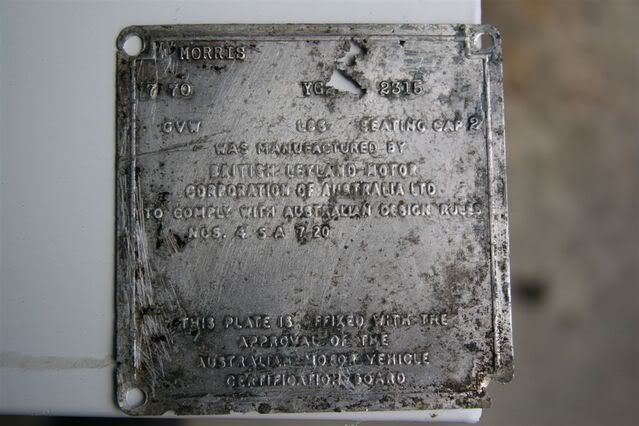 MORRIS
7 70 YG 2315
GVW LBS SEATING CAP 2
WAS MANUFACTURED BY
BRITISH LEYLAND MOTOR
CORPORATION OF AUSTRALIA LTD
TO COMPLY WITH AUSTRALIAN DESIGN RULES
NOS. 4 5A 7 20
THIS PLATE IS AFFIXED WITH THE
APPROVAL OF THE
AUSTRALIAN MOTOR VEHICLE
CERTIFICATION BOARD